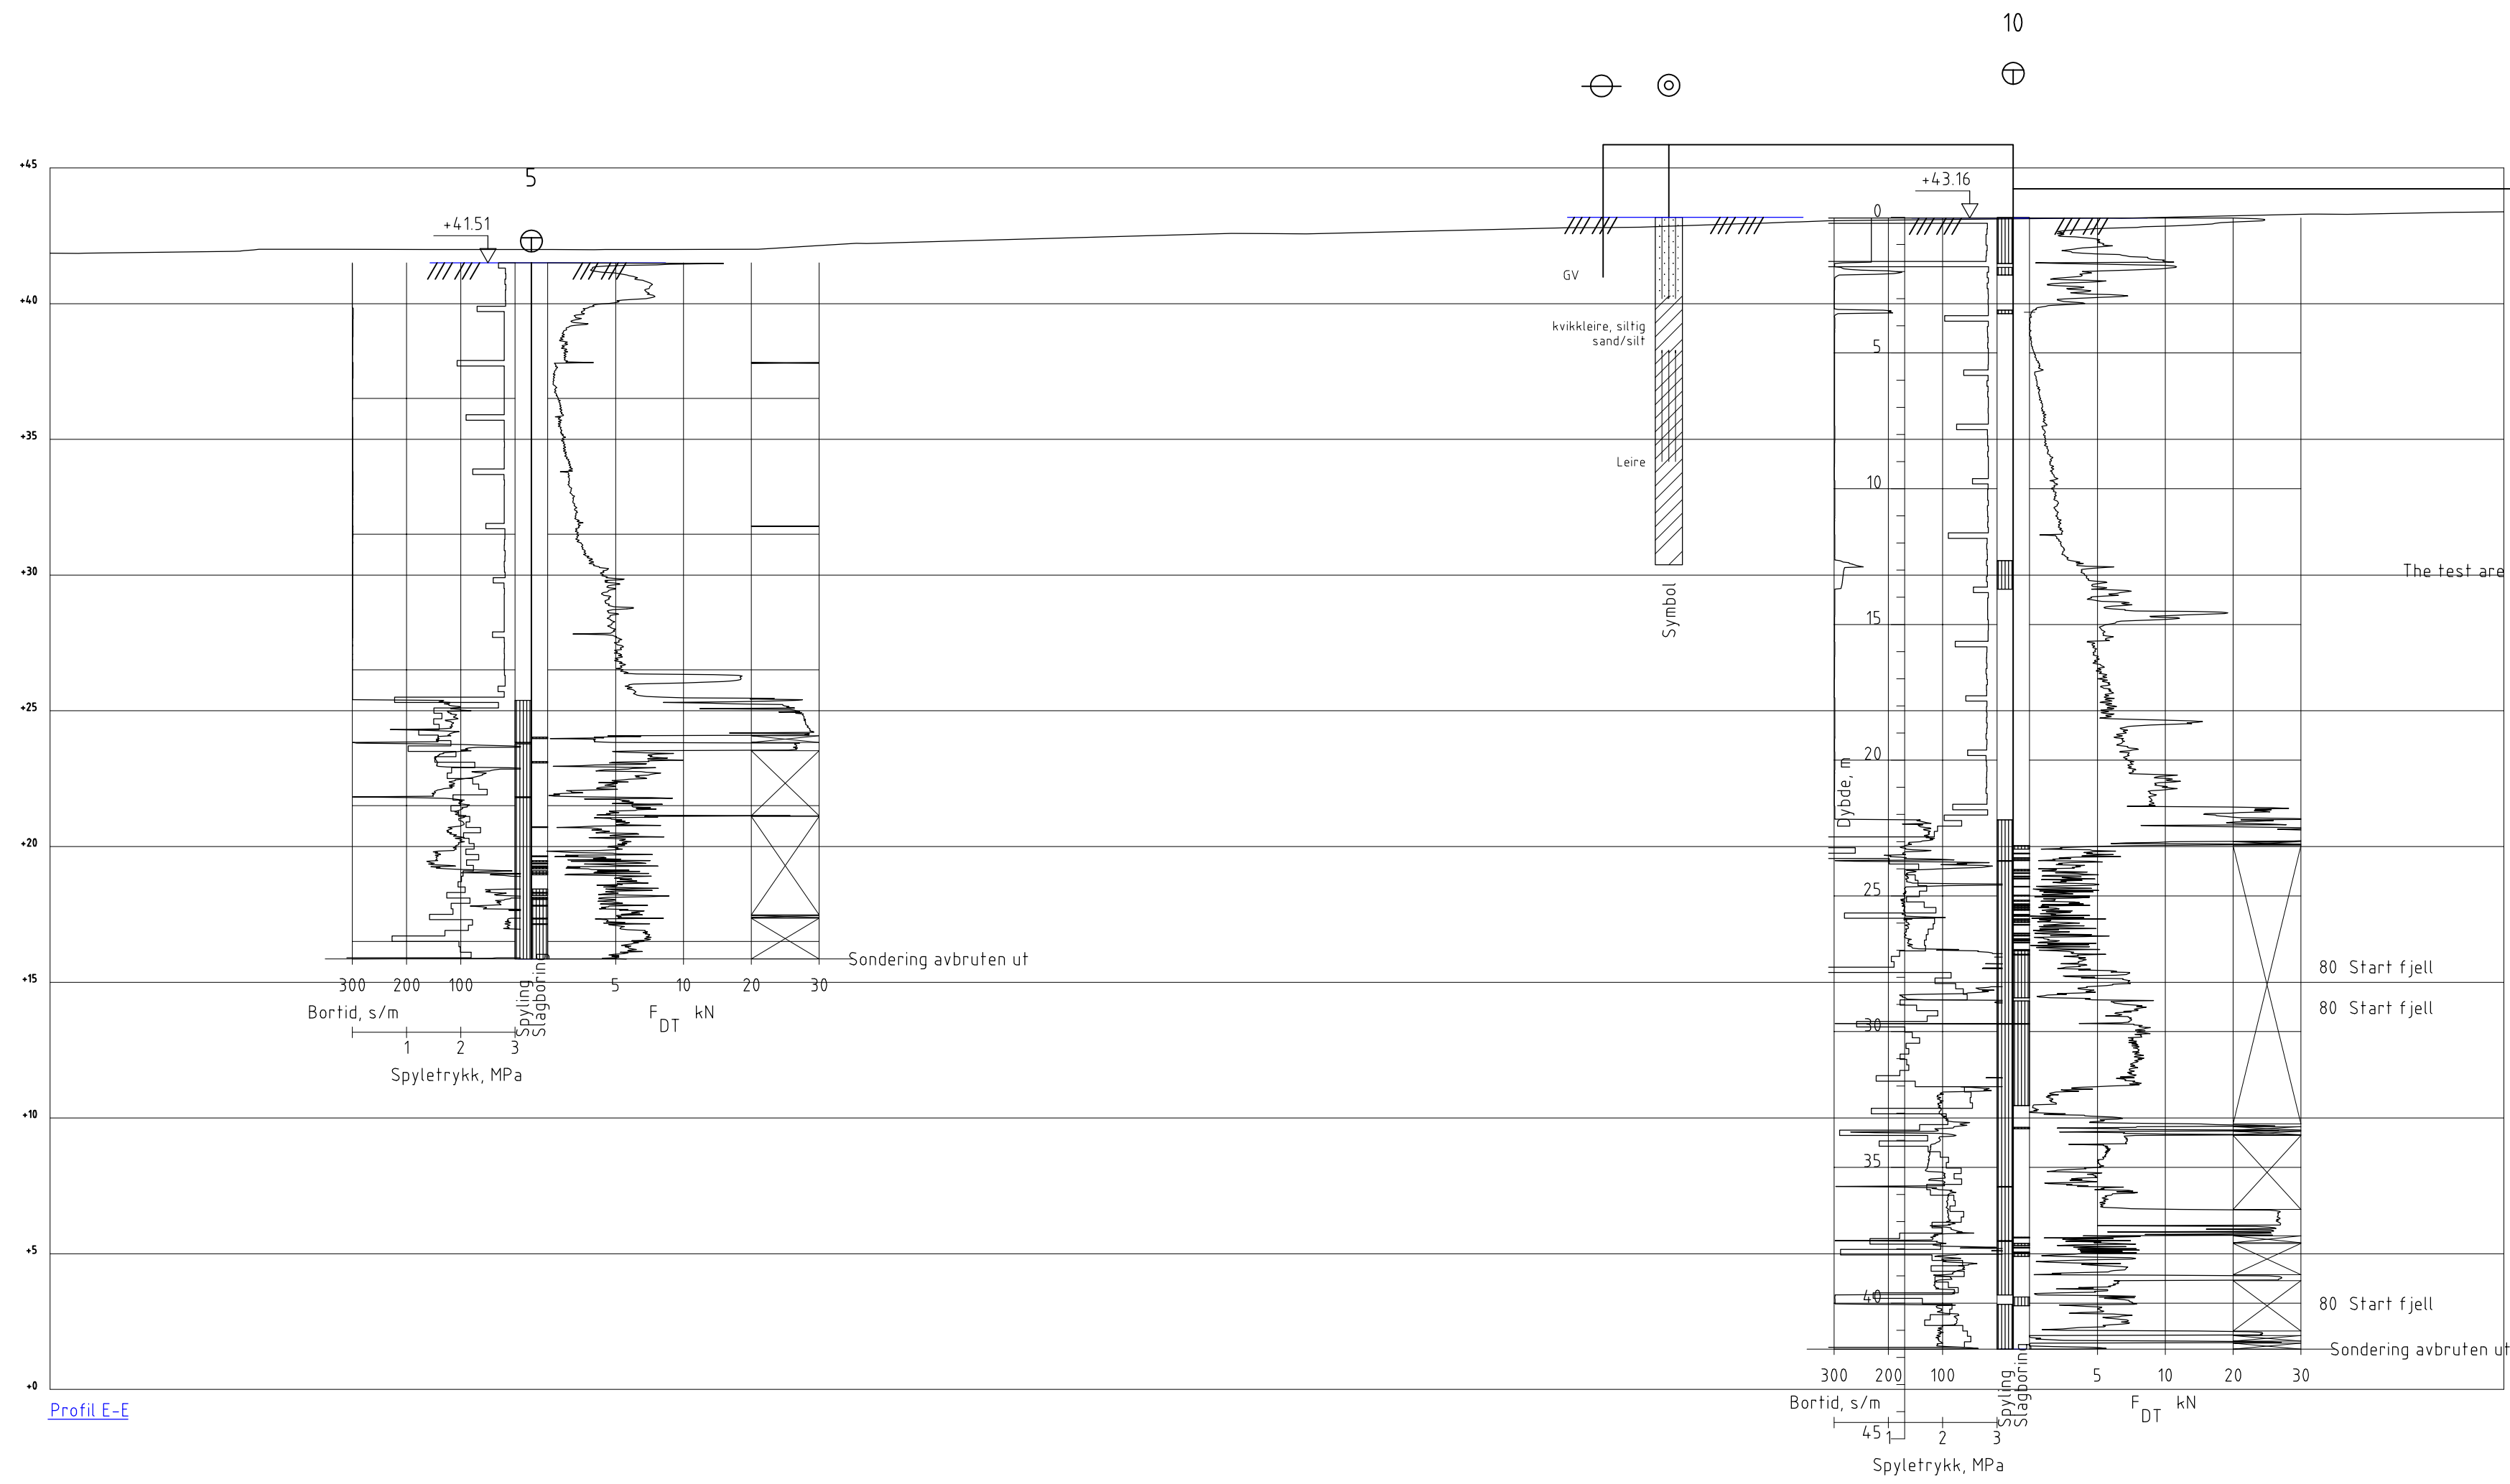 10
+45
5
+43.16
+41.51
0
GV
+40
kvikkleire, siltig
sand/silt
5
+35
Leire
10
+30
The test are
Symbol
15
+25
20
Dybde, m
+20
25
Sondering avbruten ut
80 Start fjell
+15
300 200 100
5 10 20 30
Spyling
Slagboring
80 Start fjell
Bortid, s/m
F DT kN
30
1 2 3
Spyletrykk, MPa
+10
35
+5
40
80 Start fjell
Sondering avbruten ut
300 200 100
5 10 20 30
+0
Spyling
Slagboring
Bortid, s/m
F DT kN
Profil E-E
45
1 2 3
Spyletrykk, MPa